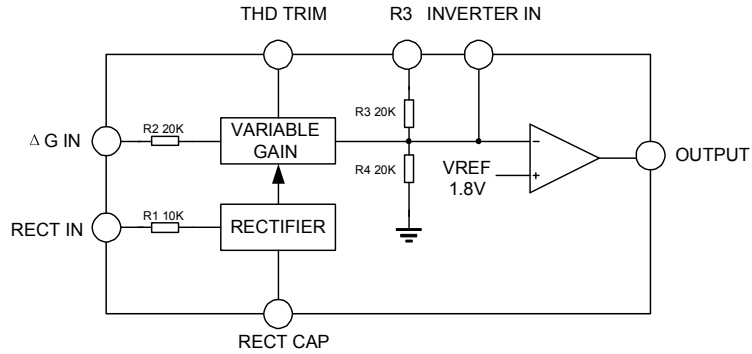 THD TRIM
R3
INVERTER IN
R3 20K
Δ G IN
R2 20K
VARIABLE
GAIN
R4 20K
VREF
1.8V
−
+
OUTPUT
RECT IN
R1 10K
RECTIFIER
RECT CAP